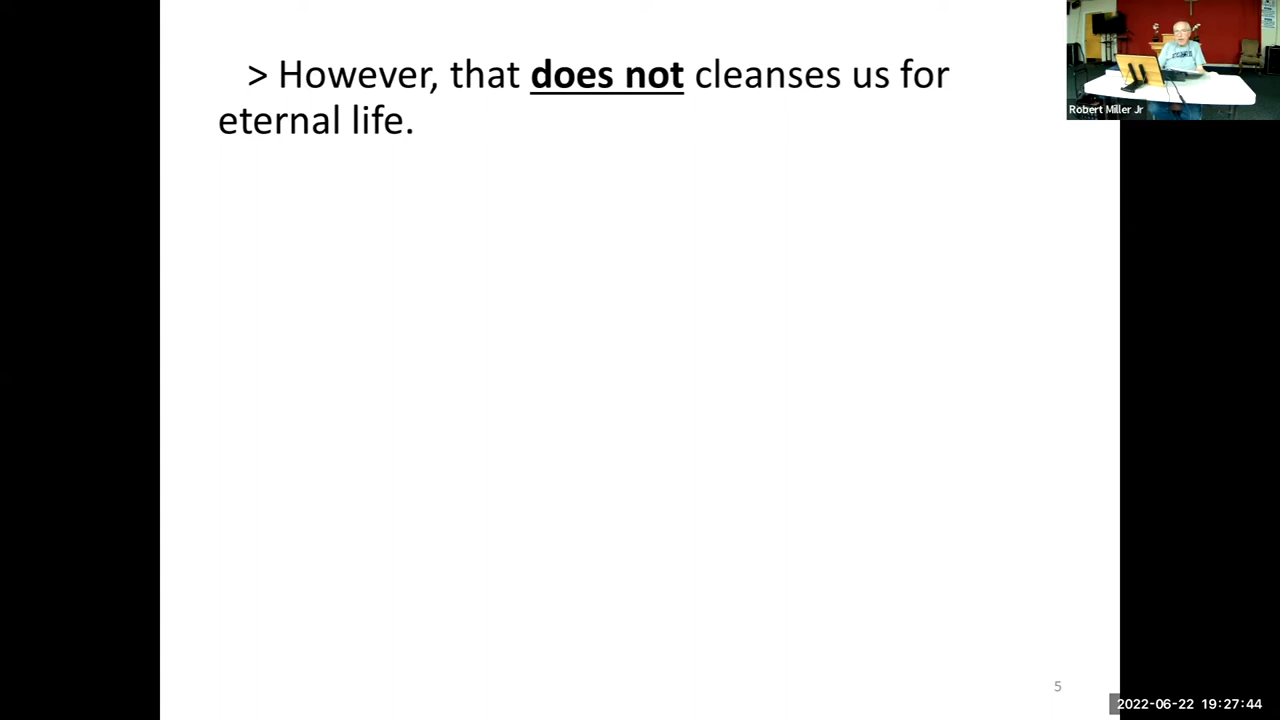 > However, that does not cleanses us for
eternal life.
Robert Miller Jr
5
2022-06-22 19:27:44